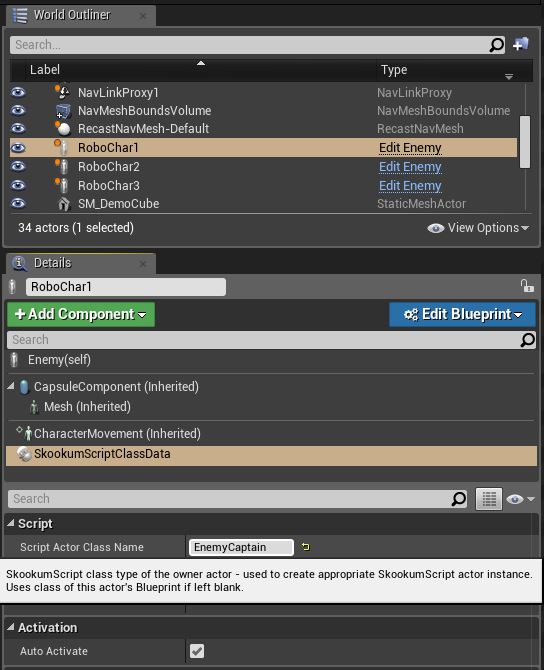 World Outliner
Search...
Label Type
NavLinkProxy1 NavLinkProxy
NavMeshBoundsVolume NavMeshBoundsVolume
RecastNavMesh-Default RecastNavMesh
RoboChar1 Edit Enemy
RoboChar2 Edit Enemy
RoboChar3 Edit Enemy
SM_DemoCube StaticMeshActor
34 actors (1 selected) View Options
Details
RoboChar1
+Add Component Edit Blueprint
Search
Enemy(self)
CapsuleComponent (Inherited)
Mesh (Inherited)
CharacterMovement (Inherited)
SkookumScriptClassData
Search
Script
Script Actor Class Name EnemyCaptain
SkookumScript class type of the owner actor - used to create appropriate SkookumScript actor instance.
Uses class of this actor's Blueprint if left blank.
Activation
Auto Activate